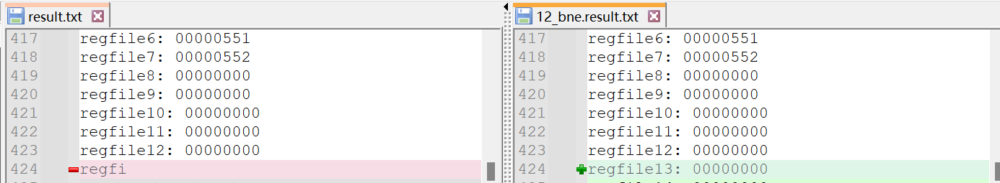 result.txt
417 regfile6: 00000551
418 regfile7: 00000552
419 regfile8: 00000000
420 regfile9: 00000000
421 regfile10: 00000000
422 regfile11: 00000000
423 regfile12: 00000000
424 regfi
12_bne.result.txt
417 regfile6: 00000551
418 regfile7: 00000552
419 regfile8: 00000000
420 regfile9: 00000000
421 regfile10: 00000000
422 regfile11: 00000000
423 regfile12: 00000000
424 regfile13: 00000000